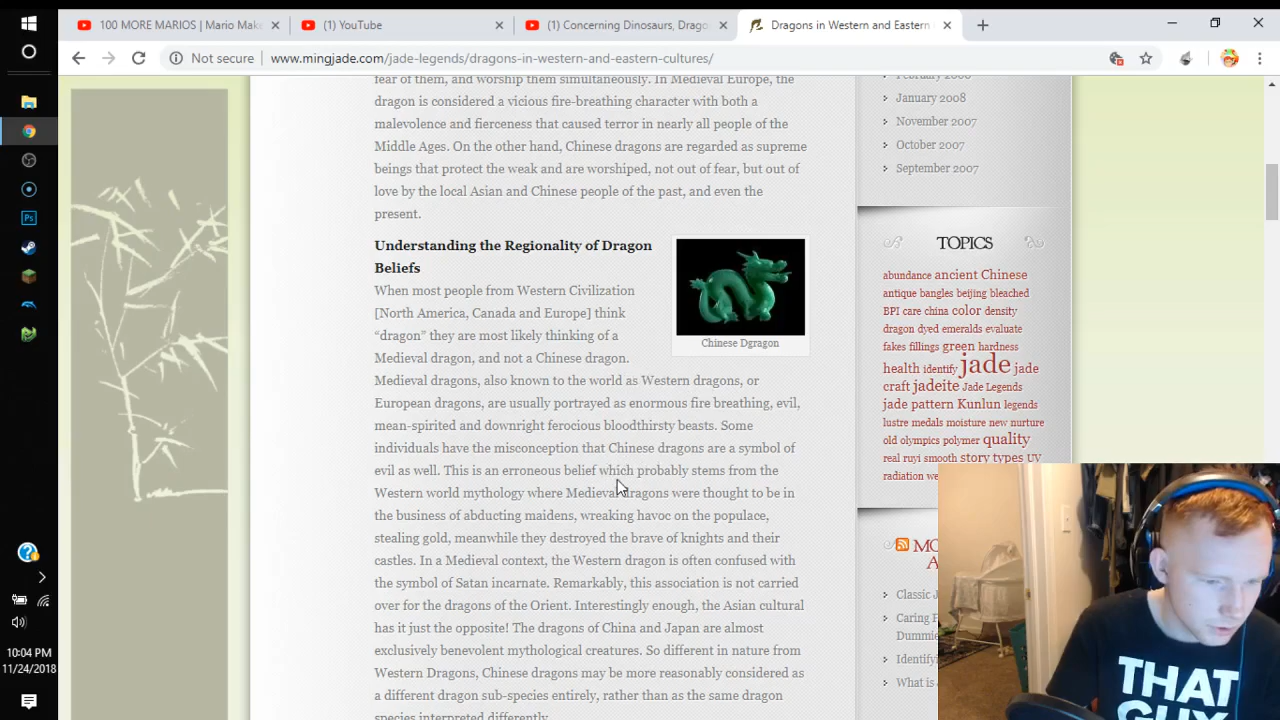 100 MORE MARIOS | Mario Mak
(1) YouTube
(1) Concerning Dinosaurs, Drago
Dragons in Western and Eastern
Not secure
www.mingjade.com/jade-legends/dragons-in-western-and-eastern-cultures/
fear of them, and worship them simultaneously. In Medieval Europe, the
dragon is considered a vicious fire-breathing character with both a
malevolence and fierceness that caused terror in nearly all people of the
Middle Ages. On the other hand, Chinese dragons are regarded as supreme
beings that protect the weak and are worshiped, not out of fear, but out of
love by the local Asian and Chinese people of the past, and even the
present.
Understanding the Regionality of Dragon
Beliefs
When most people from Western Civilization
[North America, Canada and Europe] think
“dragon” they are most likely thinking of a
Medieval dragon, and not a Chinese dragon.
Medieval dragons, also known to the world as Western dragons, or
European dragons, are usually portrayed as enormous fire breathing, evil,
mean-spirited and downright ferocious bloodthirsty beasts. Some
individuals have the misconception that Chinese dragons are a symbol of
evil as well. This is an erroneous belief which probably stems from the
Western world mythology where Medieval dragons were thought to be in
the business of abducting maidens, wreaking havoc on the populace,
stealing gold, meanwhile they destroyed the brave of knights and their
castles. In a Medieval context, the Western dragon is often confused with
the symbol of Satan incarnate. Remarkably, this association is not carried
over for the dragons of the Orient. Interestingly enough, the Asian cultural
has it just the opposite! The dragons of China and Japan are almost
exclusively benevolent mythological creatures. So different in nature from
Western Dragons, Chinese dragons may be more reasonably considered as
a different dragon sub-species entirely, rather than as the same dragon
species interpreted differently.
Chinese Dgragon
February 2008
January 2008
November 2007
October 2007
September 2007
TOPICS
abundance ancient Chinese
antique bangles beijing bleached
BPI care china color density
dragon dyed emeralds evaluate
fakes fillings green hardness
health identify jade jade
craft jadeite Jade Legends
jade pattern Kunlun legends
lustre medals moisture new nurture
old olympics polymer quality
real ruyi smooth story types UV
radiation we
MO
A
Classic J
Caring F
Dummie
Identifyi
What is
Ps
10:04 PM
11/24/2018
THAT
GUY